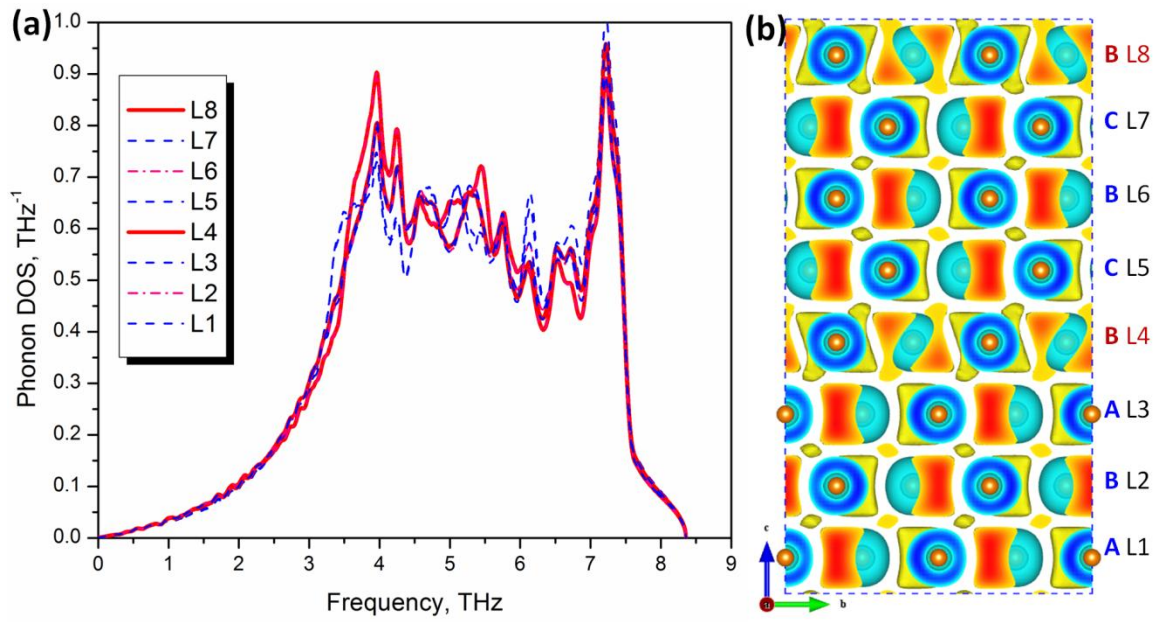 (a)
Phonon DOS, THz-1
1.0
0.9
0.8
0.7
0.6
0.5
0.4
0.3
0.2
0.1
0.0
L8
L7
L6
L5
L4
L3
L2
L1
0 1 2 3 4 5 6 7 8 9
Frequency, THz
(b)
B L8
C L7
B L6
C L5
B L4
A L3
B L2
A L1
c
a
b